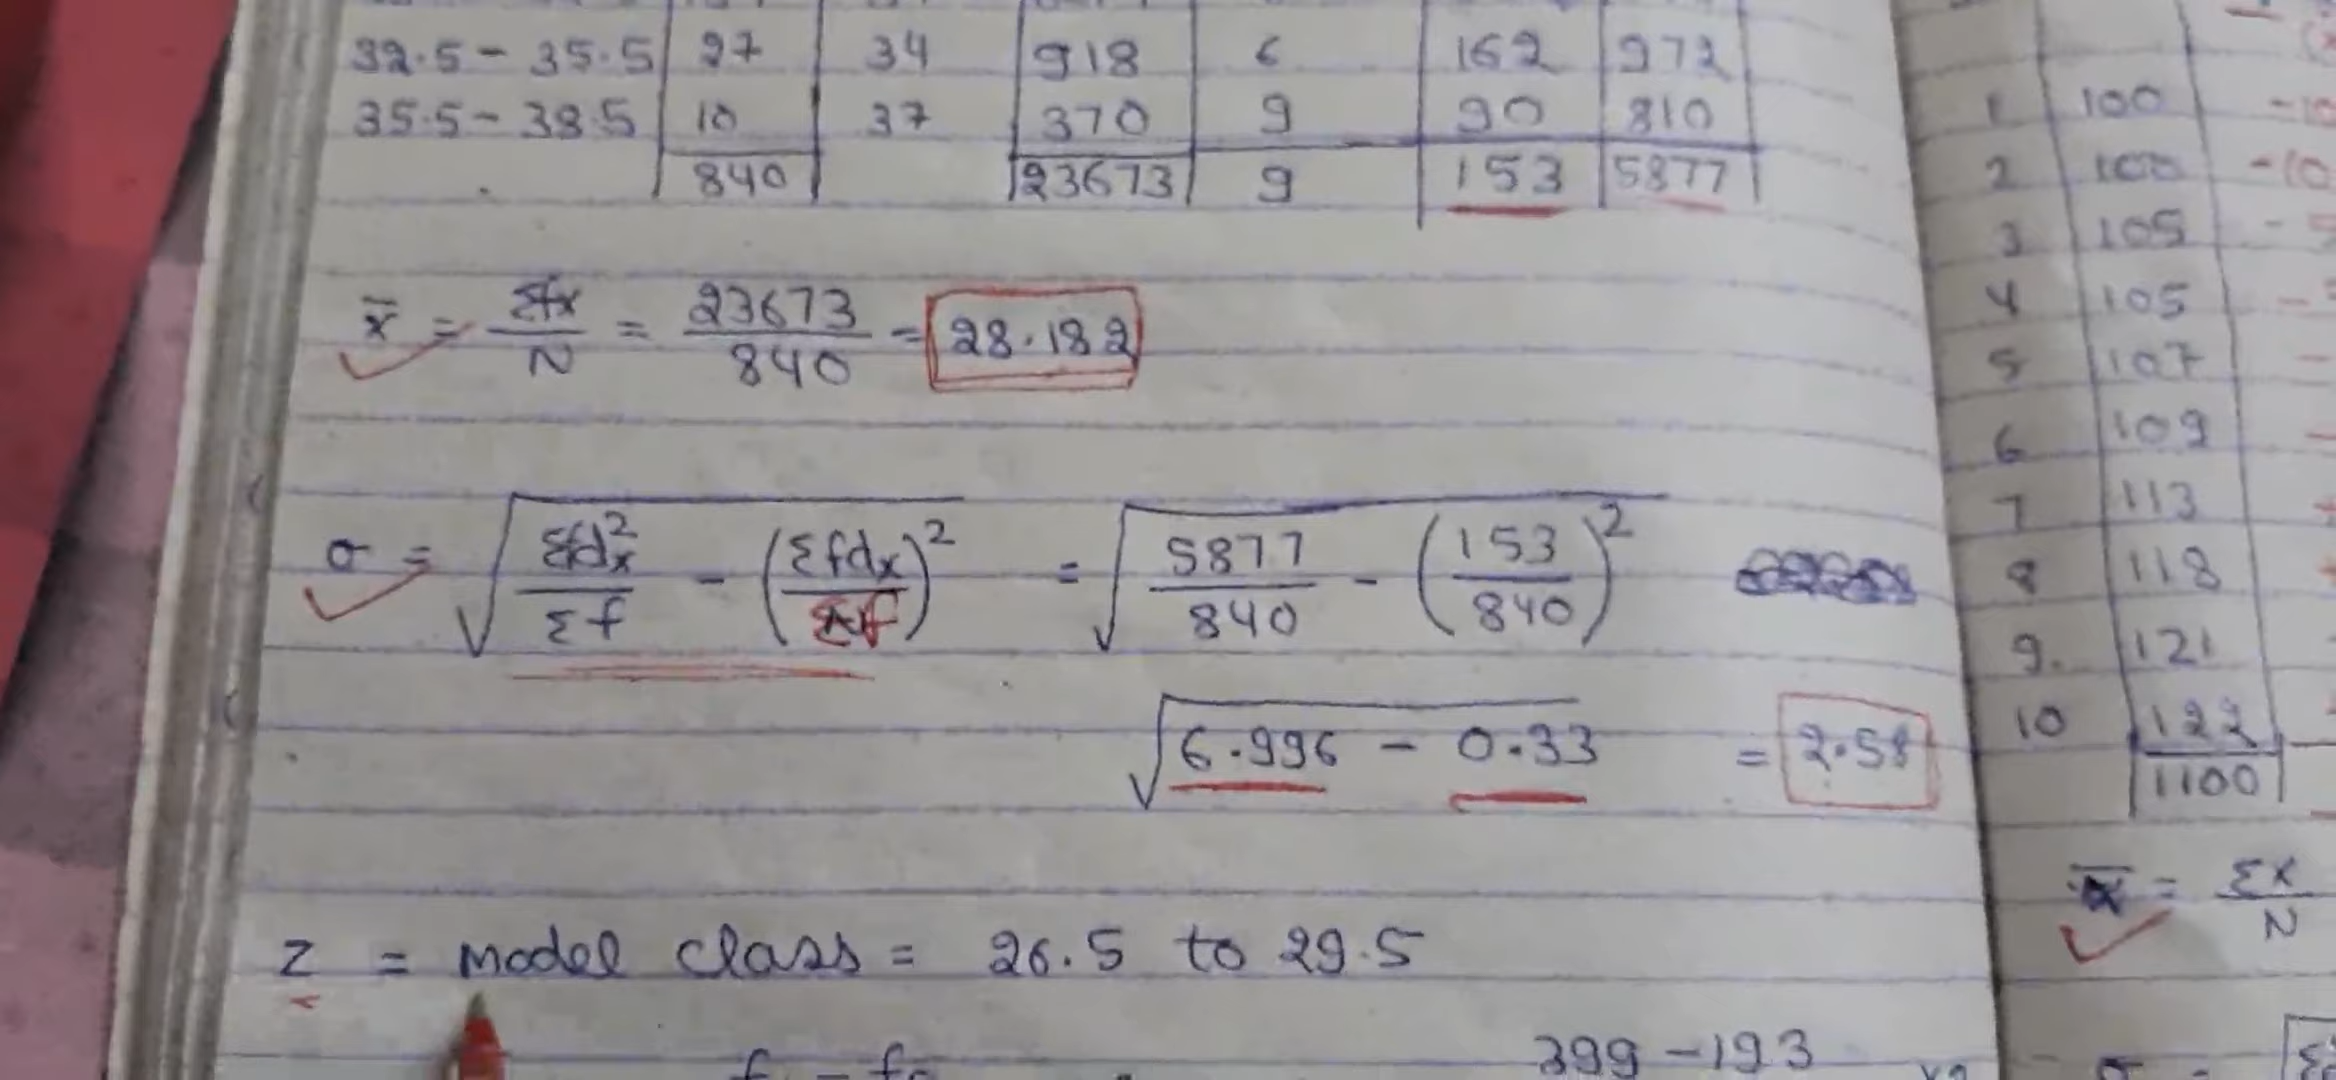 32.5 - 35.5 27 34 918 6 162 972
35.5 - 38.5 10 37 370 9 90 810
840 23673 9 153 5877
x̄ = Σfx/N = 23673/840 = 28.182
σ = √(Σfdx²/Σf - (Σfdx/Σf)²) = √(5877/840 - (153/840)²)
√(6.996 - 0.33) = 2.58
Z = model class = 26.5 to 29.5
399 - 193
1 100
2 100
3 105
4 105
5 107
6 109
7 113
8 118
9. 121
10 122
1100
x̄ = Σx/N